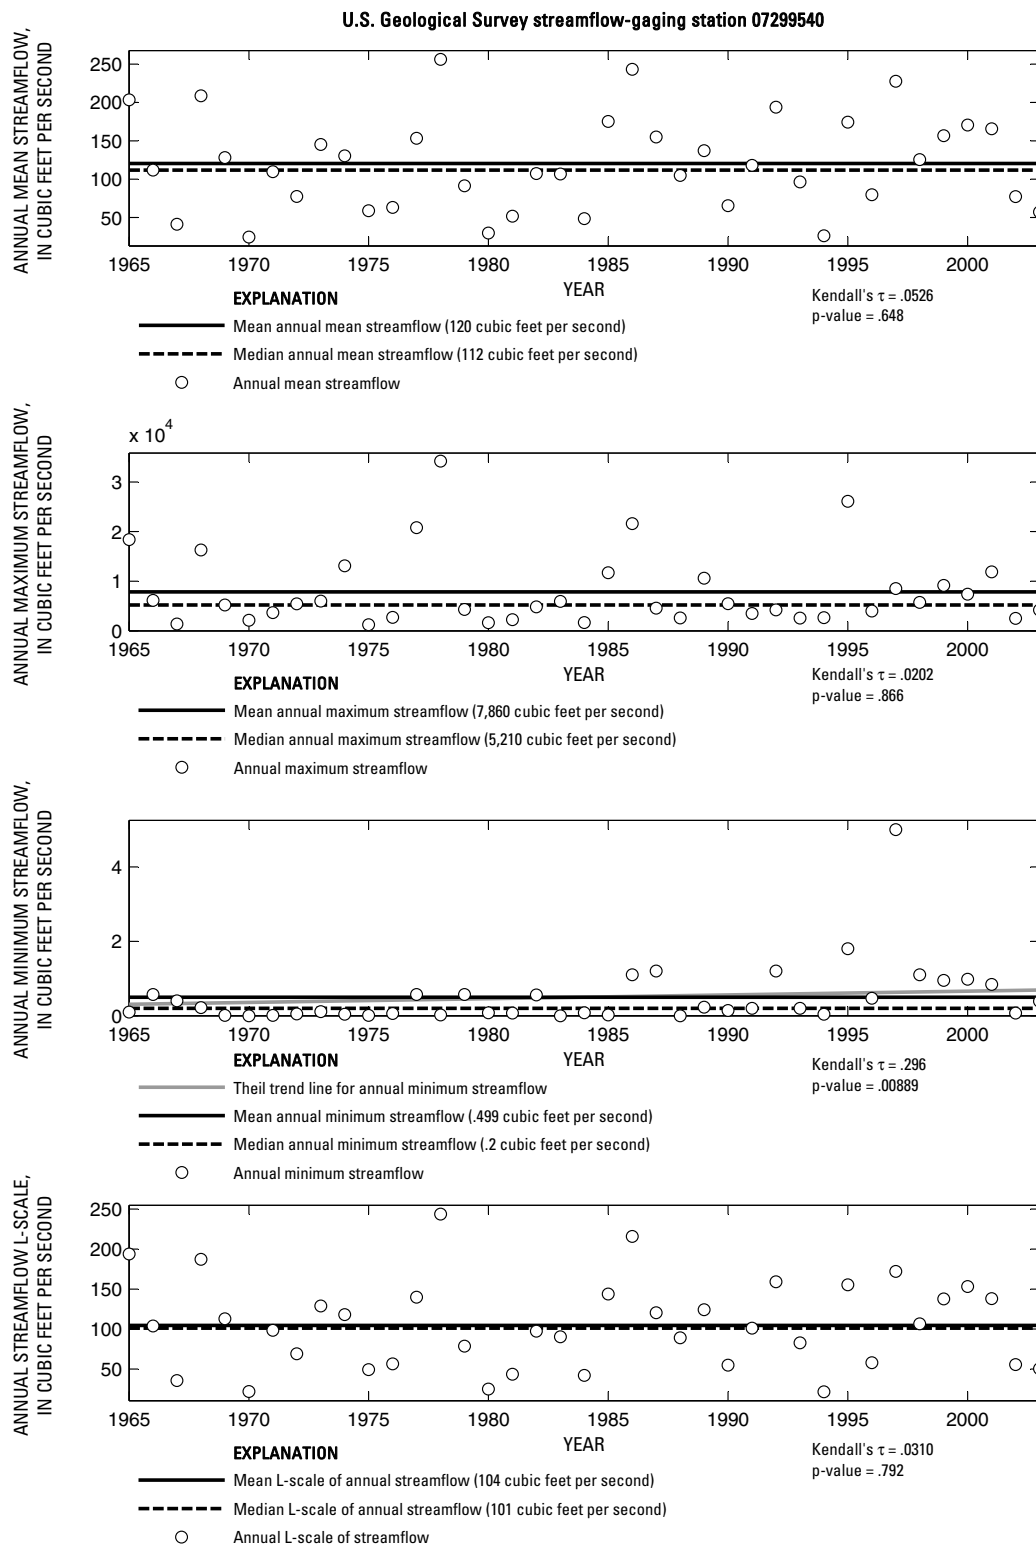 U.S. Geological Survey streamflow-gaging station 07299540
ANNUAL MEAN STREAMFLOW,
IN CUBIC FEET PER SECOND
250
200
150
100
50
1965 1970 1975 1980 1985 1990 1995 2000
YEAR
Kendall's τ = .0526
p-value = .648
EXPLANATION
Mean annual mean streamflow (120 cubic feet per second)
Median annual mean streamflow (112 cubic feet per second)
Annual mean streamflow
ANNUAL MAXIMUM STREAMFLOW,
IN CUBIC FEET PER SECOND
x 10⁴
3
2
1
0
1965 1970 1975 1980 1985 1990 1995 2000
YEAR
Kendall's τ = .0202
p-value = .866
EXPLANATION
Mean annual maximum streamflow (7,860 cubic feet per second)
Median annual maximum streamflow (5,210 cubic feet per second)
Annual maximum streamflow
ANNUAL MINIMUM STREAMFLOW,
IN CUBIC FEET PER SECOND
4
2
0
1965 1970 1975 1980 1985 1990 1995 2000
YEAR
Kendall's τ = .296
p-value = .00889
EXPLANATION
Theil trend line for annual minimum streamflow
Mean annual minimum streamflow (.499 cubic feet per second)
Median annual minimum streamflow (.2 cubic feet per second)
Annual minimum streamflow
ANNUAL STREAMFLOW L-SCALE,
IN CUBIC FEET PER SECOND
250
200
150
100
50
1965 1970 1975 1980 1985 1990 1995 2000
YEAR
Kendall's τ = .0310
p-value = .792
EXPLANATION
Mean L-scale of annual streamflow (104 cubic feet per second)
Median L-scale of annual streamflow (101 cubic feet per second)
Annual L-scale of streamflow